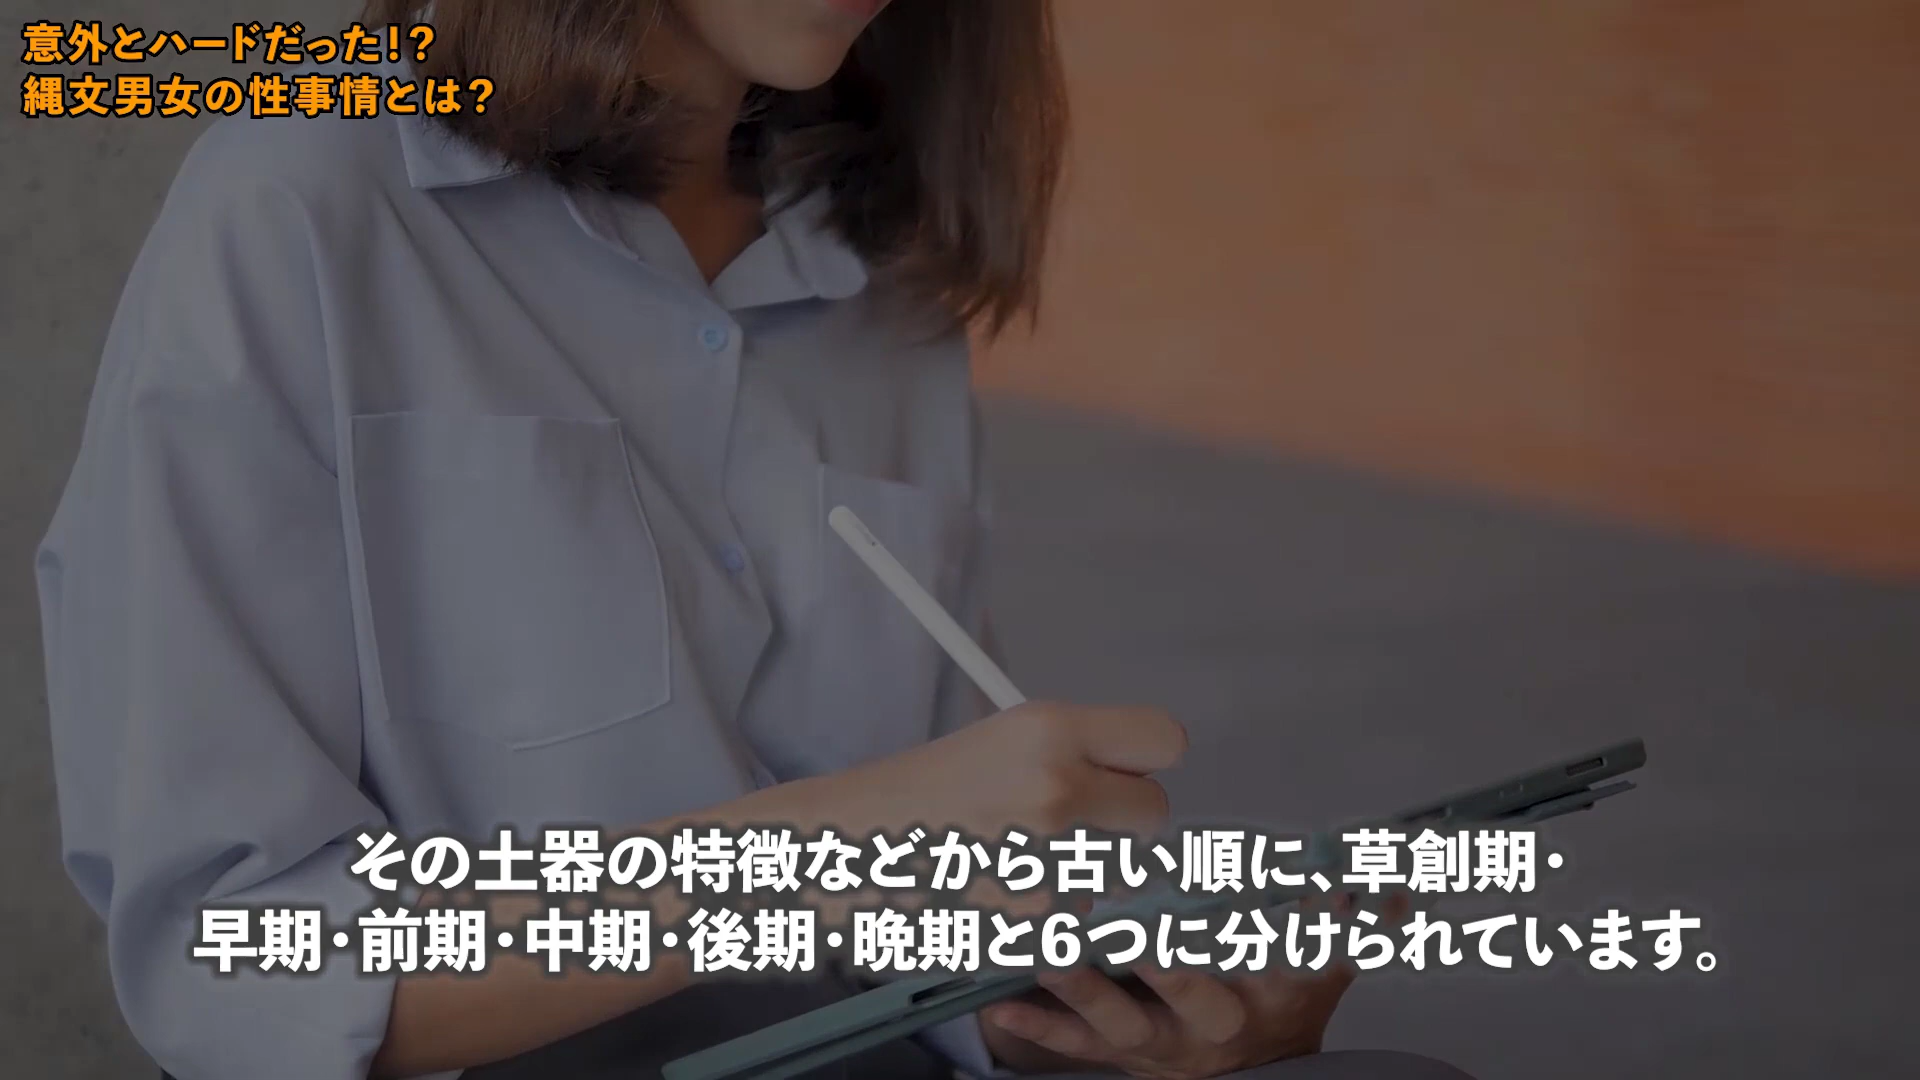 意外とハードだった!?
縄文男女の性事情とは?
その土器の特徴などから古い順に、草創期・
早期・前期・中期・後期・晩期と6つに分けられています。